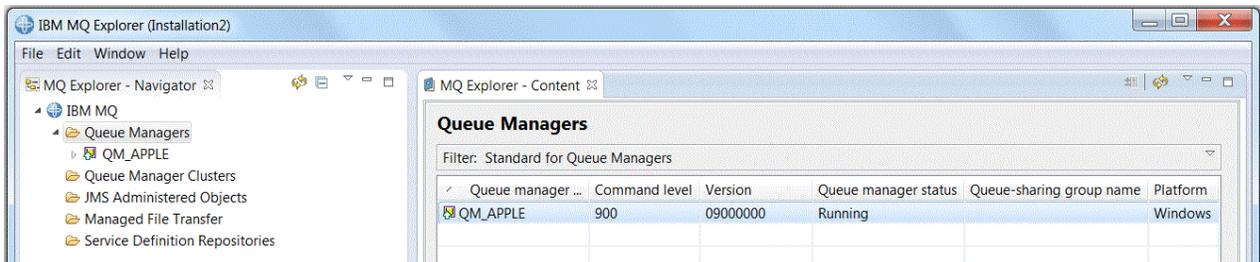 IBM MQ Explorer (Installation2)
File Edit Window Help
MQ Explorer - Navigator
IBM MQ
Queue Managers
QM_APPLE
Queue Manager Clusters
JMS Administered Objects
Managed File Transfer
Service Definition Repositories
MQ Explorer - Content
Queue Managers
Filter: Standard for Queue Managers
Queue manager ... Command level Version Queue manager status Queue-sharing group name Platform
QM_APPLE 900 09000000 Running Windows